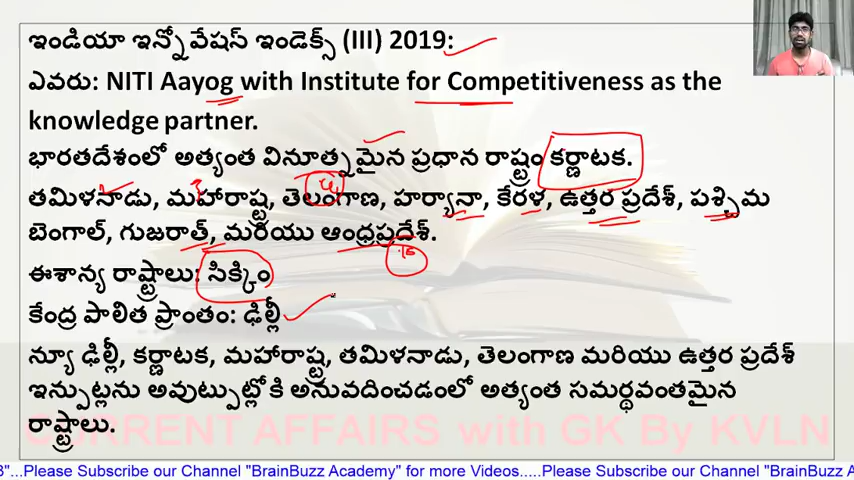 ఇండియా ఇన్నోవేషన్ ఇండెక్స్ (III) 2019:
ఎవరు: NITI Aayog with Institute for Competitiveness as the
knowledge partner.
భారతదేశంలో అత్యంత వినూత్నమైన ప్రధాన రాష్ట్రం కర్ణాటక.
తమిళనాడు, మహారాష్ట్ర, తెలంగాణ, హర్యానా, కేరళ, ఉత్తర ప్రదేశ్, పశ్చిమ
బెంగాల్, గుజరాత్, మరియు ఆంధ్రప్రదేశ్.
ఈశాన్య రాష్ట్రాలు: సిక్కిం
కేంద్ర పాలిత ప్రాంతం: ఢిల్లీ
న్యూ ఢిల్లీ, కర్ణాటక, మహారాష్ట్ర, తమిళనాడు, తెలంగాణ మరియు ఉత్తర ప్రదేశ్
ఇన్పుట్లను అవుట్పుట్లోకి అనువదించడంలో అత్యంత సమర్థవంతమైన
రాష్ట్రాలు.
CURRENT AFFAIRS with GK By KVLN
3"...Please Subscribe our Channel "BrainBuzz Academy" for more Videos.....Please Subscribe our Channel "BrainBuzz A